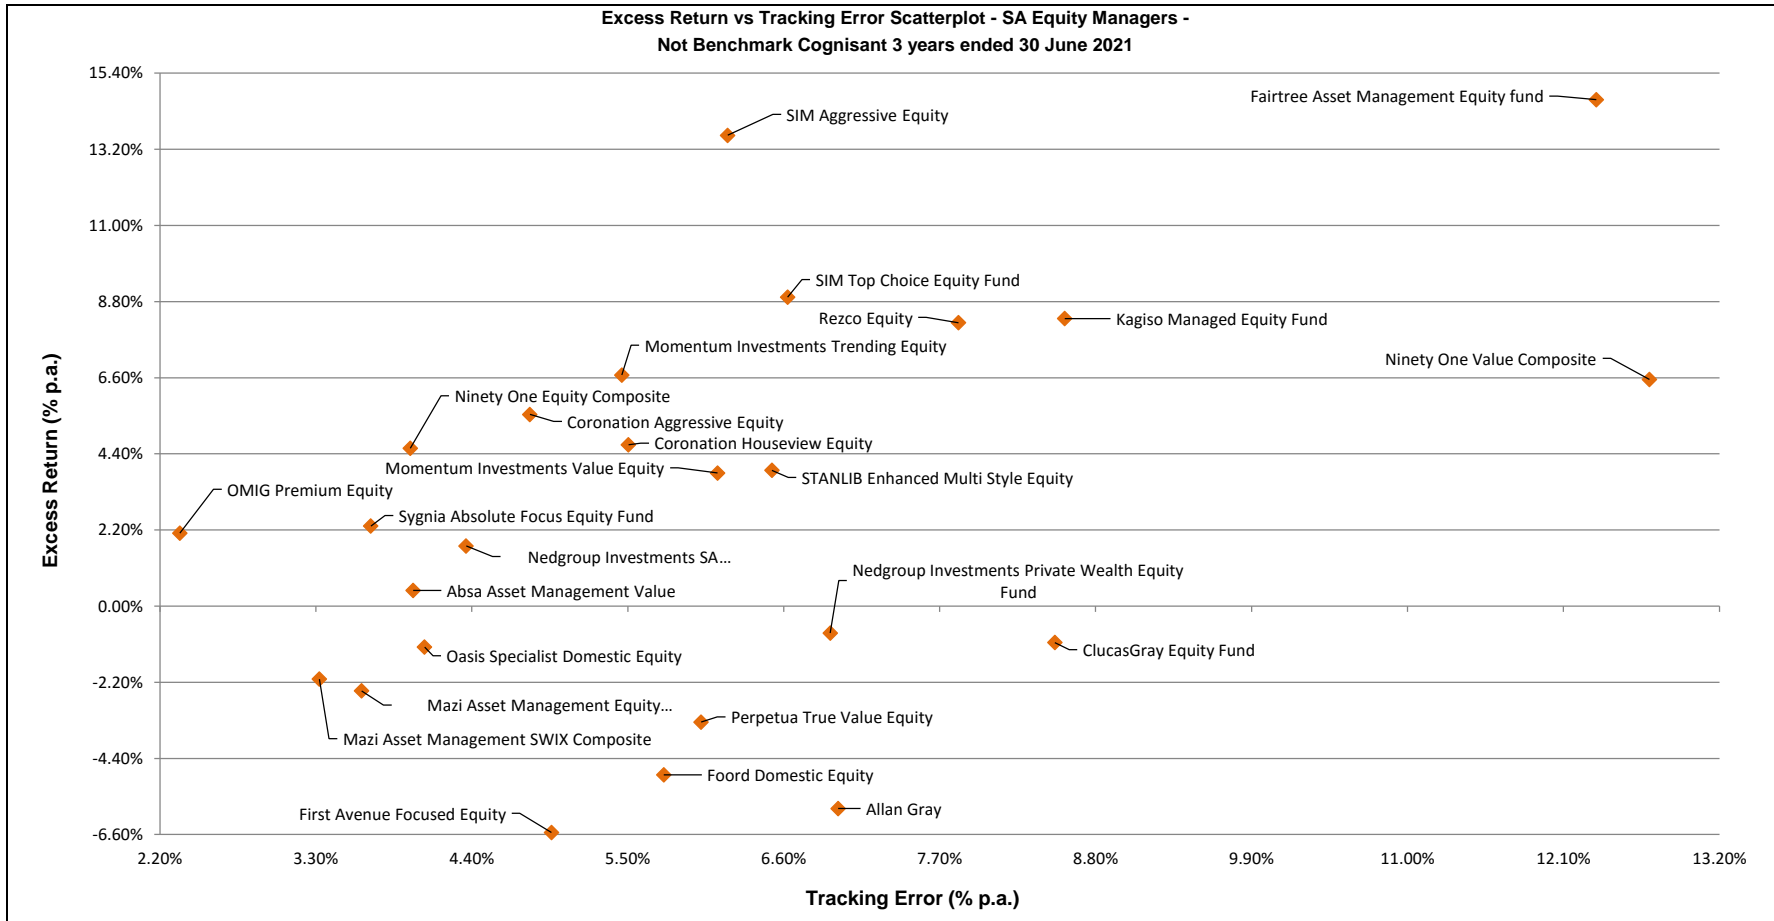 Excess Return vs Tracking Error Scatterplot - SA Equity Managers -
Not Benchmark Cognisant 3 years ended 30 June 2021
15.40%
Fairtree Asset Management Equity fund
SIM Aggressive Equity
13.20%
11.00%
SIM Top Choice Equity Fund
8.80%
Rezco Equity
Kagiso Managed Equity Fund
Momentum Investments Trending Equity
Ninety One Value Composite
6.60%
Ninety One Equity Composite
Coronation Aggressive Equity
Coronation Houseview Equity
4.40%
Momentum Investments Value Equity
STANLIB Enhanced Multi Style Equity
OMIG Premium Equity
Sygnia Absolute Focus Equity Fund
2.20%
Nedgroup Investments SA...
Nedgroup Investments Private Wealth Equity
Fund
Absa Asset Management Value
0.00%
ClucasGray Equity Fund
Oasis Specialist Domestic Equity
-2.20%
Mazi Asset Management Equity...
Perpetua True Value Equity
Mazi Asset Management SWIX Composite
-4.40%
Foord Domestic Equity
Allan Gray
First Avenue Focused Equity
-6.60%
2.20%
3.30%
4.40%
5.50%
6.60%
7.70%
8.80%
9.90%
11.00%
12.10%
13.20%
Excess Return (% p.a.)
Tracking Error (% p.a.)